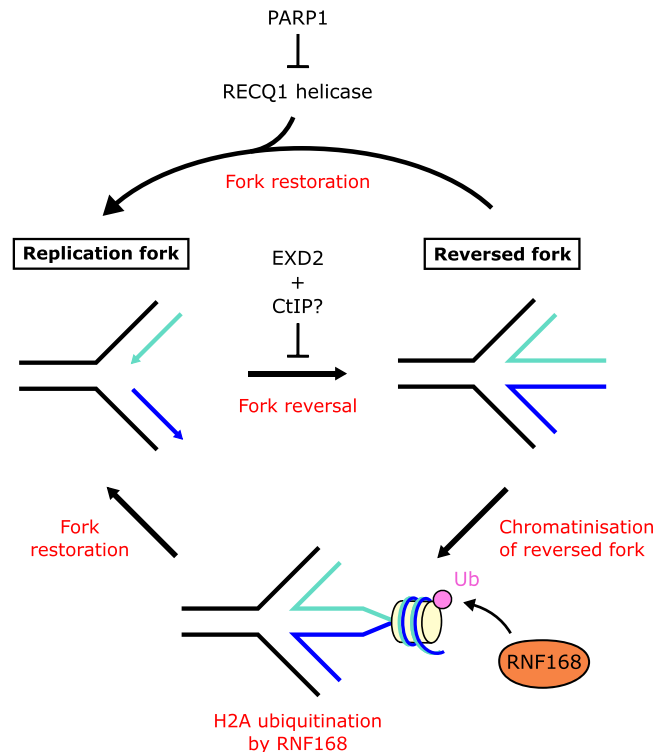 PARP1
RECQ1 helicase
Fork restoration
Replication fork
EXD2
+
CtIP?
Reversed fork
Fork reversal
Fork
restoration
Chromatinisation
of reversed fork
Ub
RNF168
H2A ubiquitination
by RNF168